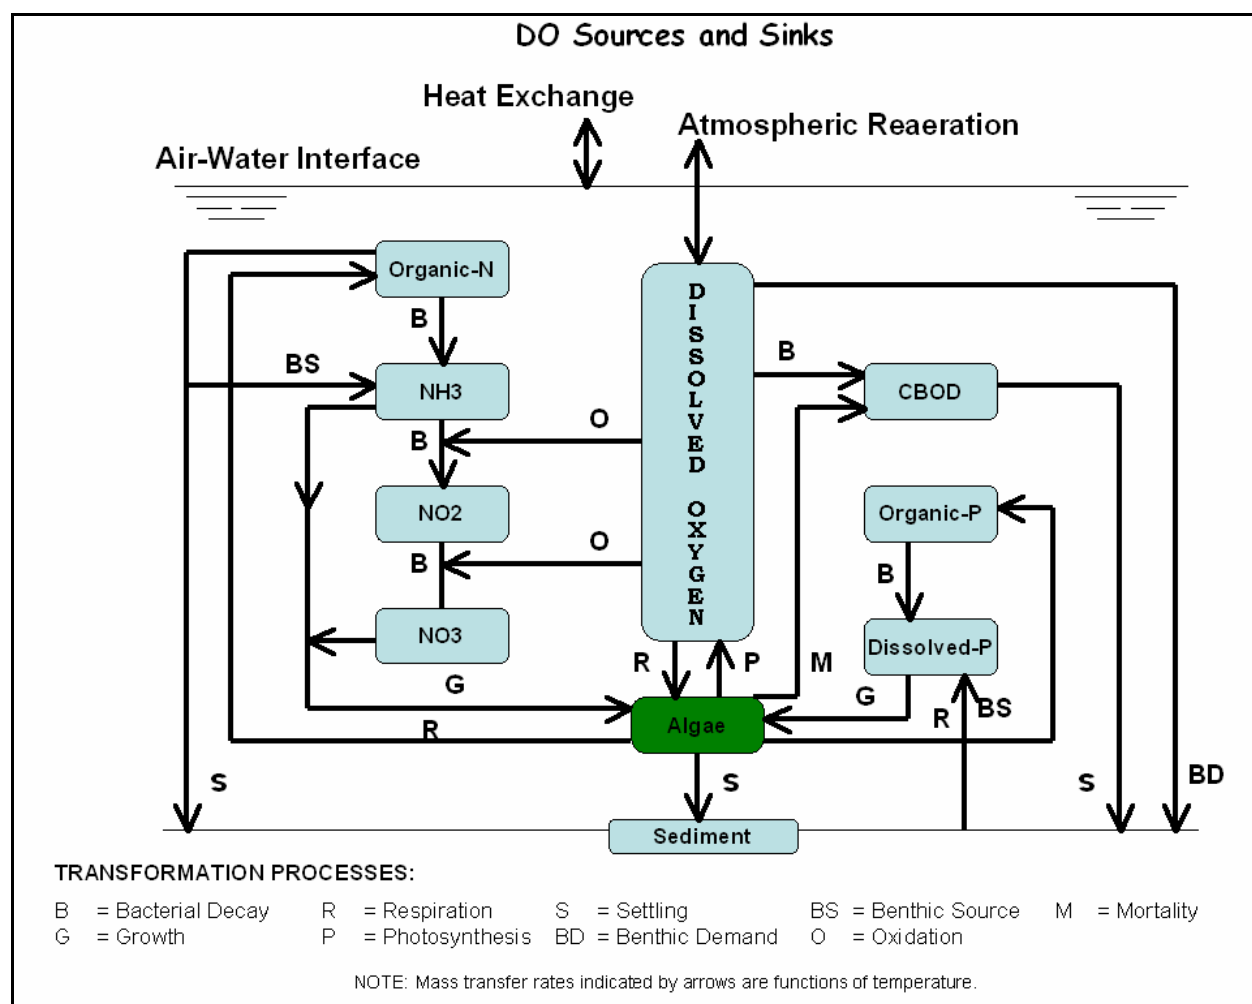 DO Sources and Sinks
Heat Exchange
Atmospheric Reaeration
Air-Water Interface
Organic-N
B
BS
NH3
B
O
NO2
B
O
NO3
G
R
S
DISSOLVED OXYGEN
B
CBOD
Organic-P
B
Dissolved-P
R
P
M
G
R
BS
Algae
S
S
BD
Sediment
TRANSFORMATION PROCESSES:
B = Bacterial Decay R = Respiration S = Settling BS = Benthic Source M = Mortality
G = Growth P = Photosynthesis BD = Benthic Demand O = Oxidation
NOTE: Mass transfer rates indicated by arrows are functions of temperature.